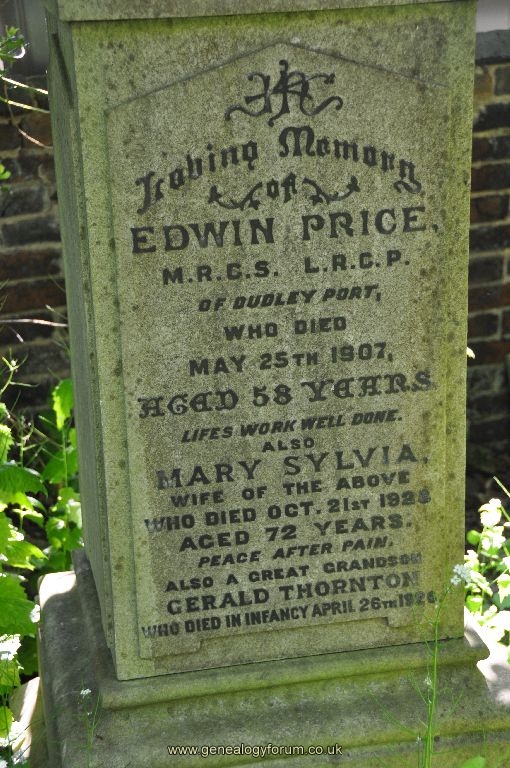 In
Loving Memory
of
EDWIN PRICE,
M.R.C.S. L.R.C.P.
OF DUDLEY PORT,
WHO DIED
MAY 25TH 1907,
AGED 58 YEARS.
LIFES WORK WELL DONE.
ALSO
MARY SYLVIA,
WIFE OF THE ABOVE
WHO DIED OCT. 21ST 1928
AGED 72 YEARS.
PEACE AFTER PAIN.
ALSO A GREAT GRANDSON
GERALD THORNTON
WHO DIED IN INFANCY APRIL 26TH
www.genealogyforum.co.uk